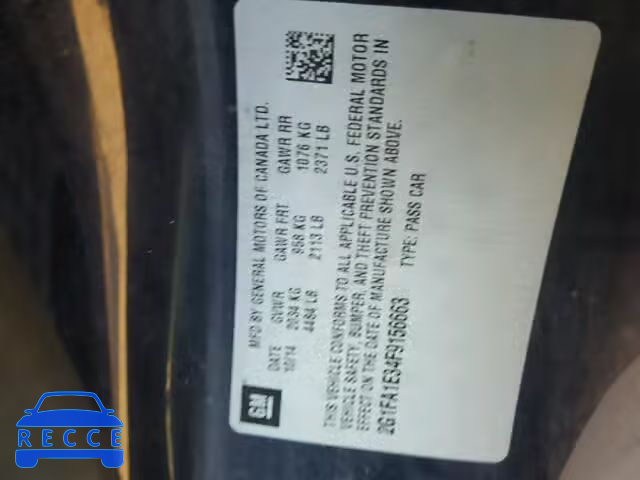 MFD BY GENERAL MOTORS OF CANADA LTD.
DATE GVWR GAWR FRT GAWR RR
10/14 2034 KG 958 KG 1076 KG
4484 LB 2113 LB 2371 LB
GM
THIS VEHICLE CONFORMS TO ALL APPLICABLE U.S. FEDERAL MOTOR
VEHICLE SAFETY, BUMPER, AND THEFT PREVENTION STANDARDS IN
EFFECT ON THE DATE OF MANUFACTURE SHOWN ABOVE.
2G1FA1E34F9156663 TYPE: PASS CAR
RECCE